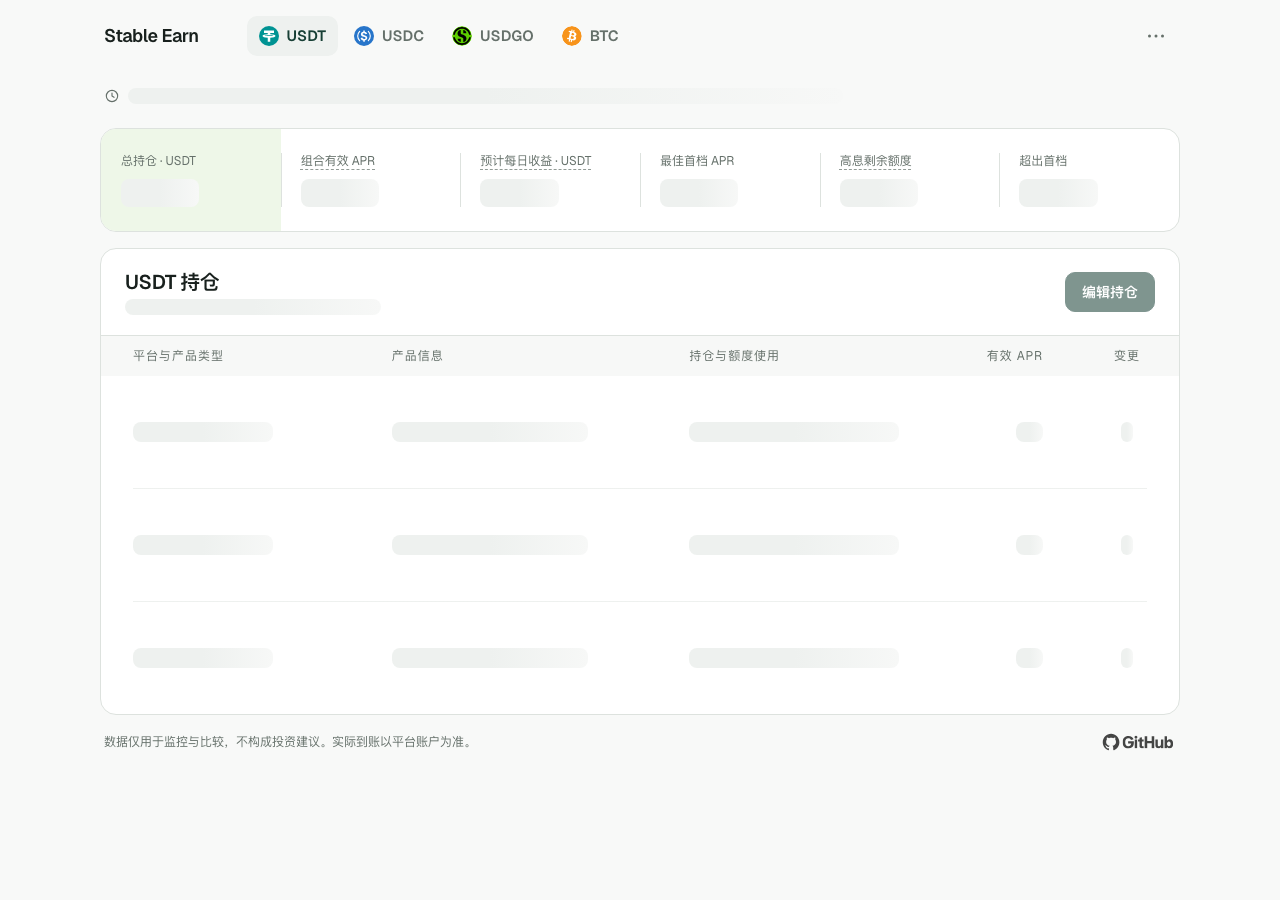 Stable Earn
USDT
USDC
USDGO
BTC
总持仓 · USDT
组合有效 APR
预计每日收益 · USDT
最佳首档 APR
高息剩余额度
超出首档
USDT 持仓
编辑持仓
平台与产品类型
产品信息
持仓与额度使用
有效 APR
变更
数据仅用于监控与比较，不构成投资建议。实际到账以平台账户为准。
GitHub